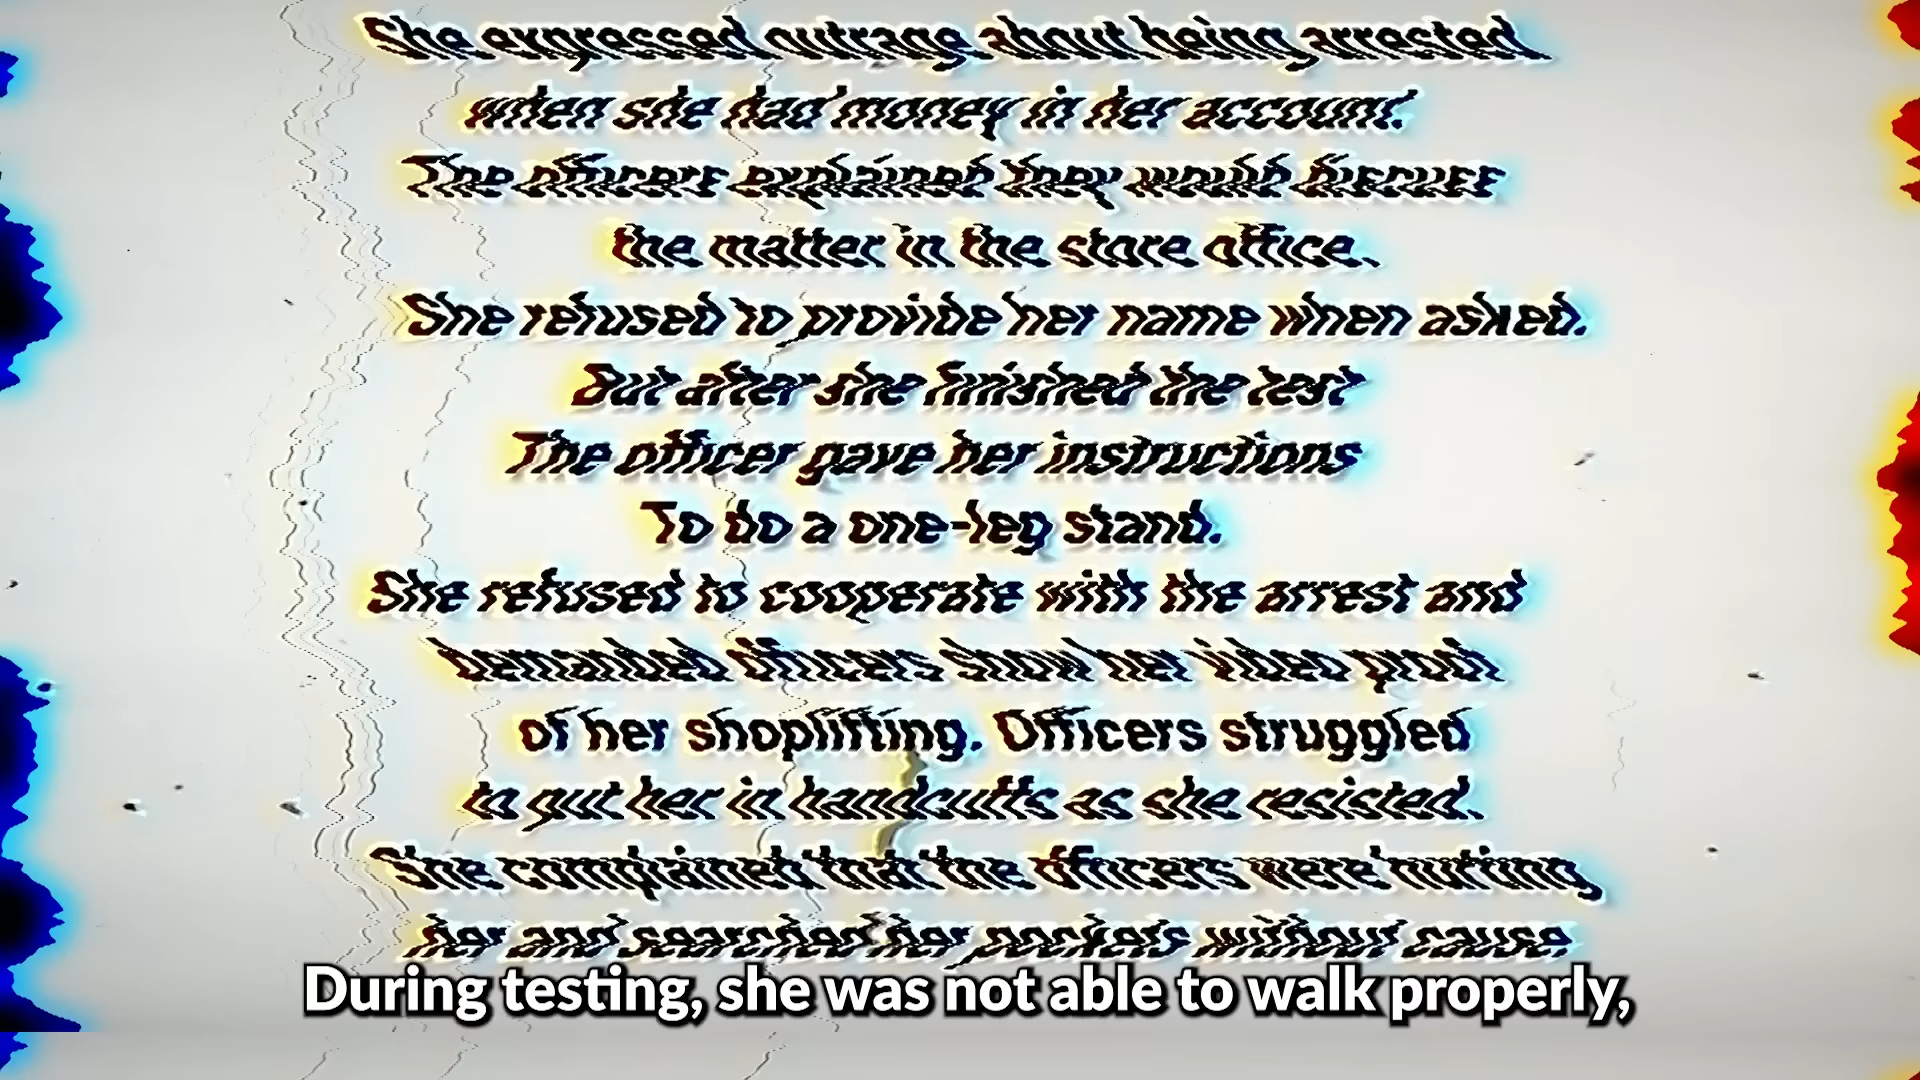 She expressed outrage about being arrested
when she had money in her account.
The officers explained they would discuss
the matter in the store office.
She refused to provide her name when asked.
But after she finished the test
The officer gave her instructions
To do a one-leg stand.
She refused to cooperate with the arrest and
demanded officers show her video proof
of her shoplifting. Officers struggled
to put her in handcuffs as she resisted.
She complained that the officers were hurting
her and searched her pockets without cause
During testing, she was not able to walk properly,